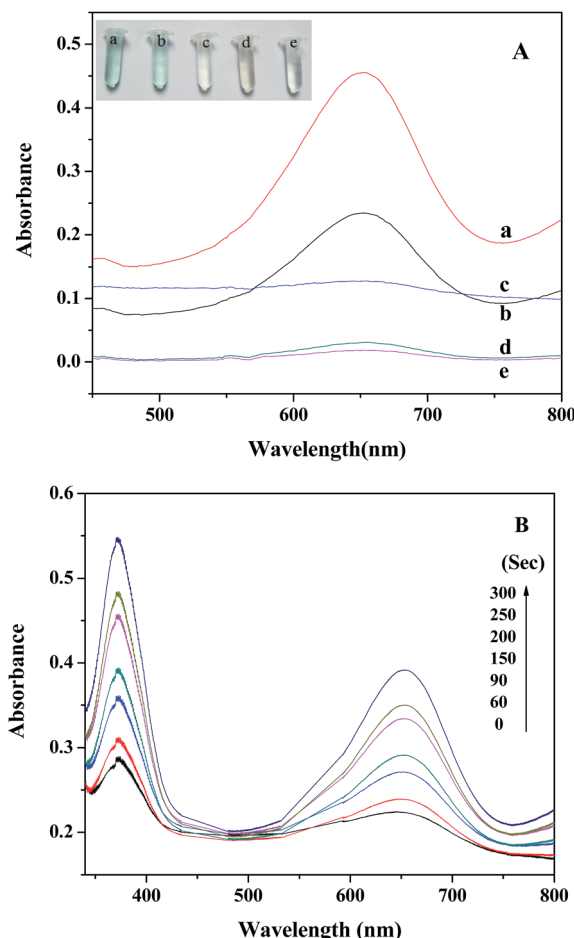 A
a b c d e
0.5
0.4
0.3
0.2
0.1
0.0
Absorbance
a
c
b
d
e
500 600 700 800
Wavelength(nm)
B
(Sec)
300
250
200
150
90
60
0
0.6
0.5
0.4
0.3
0.2
Absorbance
400 500 600 700 800
Wavelength (nm)